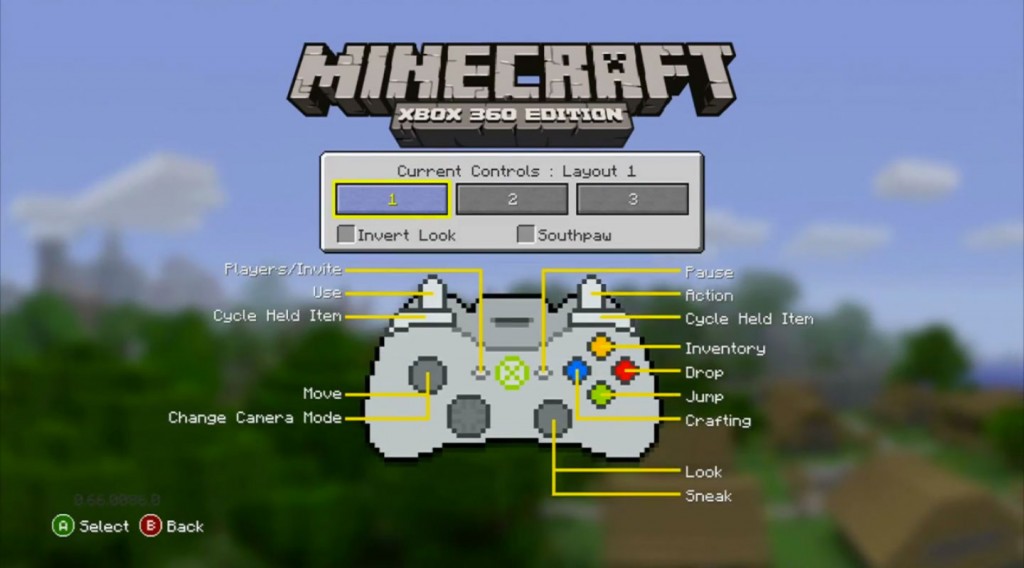 MINECRAFT
XBOX 360 EDITION
Current Controls : Layout 1
1 2 3
Invert Look Southpaw
Players/Invite Pause
Use Action
Cycle Held Item Cycle Held Item
Inventory
Drop
Move Jump
Change Camera Mode Crafting
Look
Sneak
A Select B Back